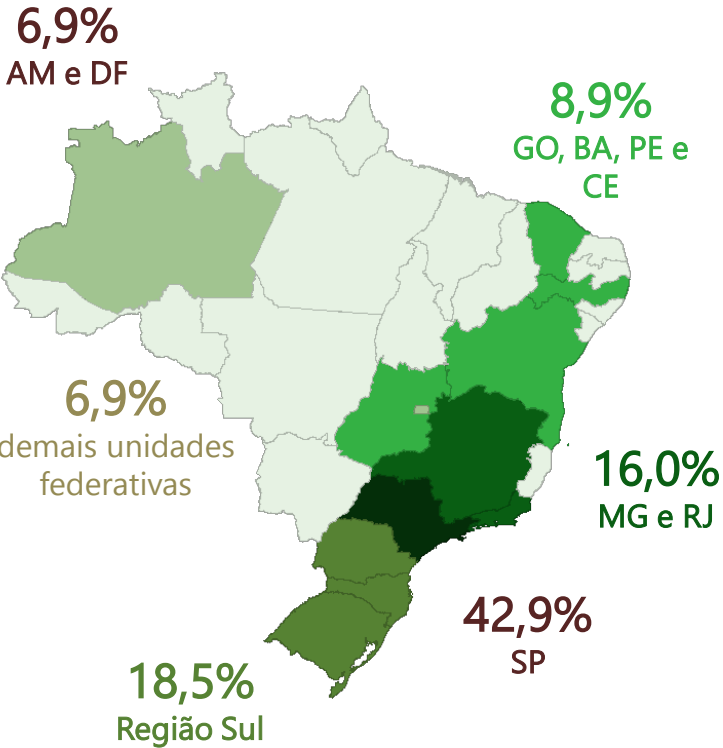 6,9%
AM e DF
8,9%
GO, BA, PE e
CE
6,9%
demais unidades
federativas
16,0%
MG e RJ
42,9%
SP
18,5%
Região Sul